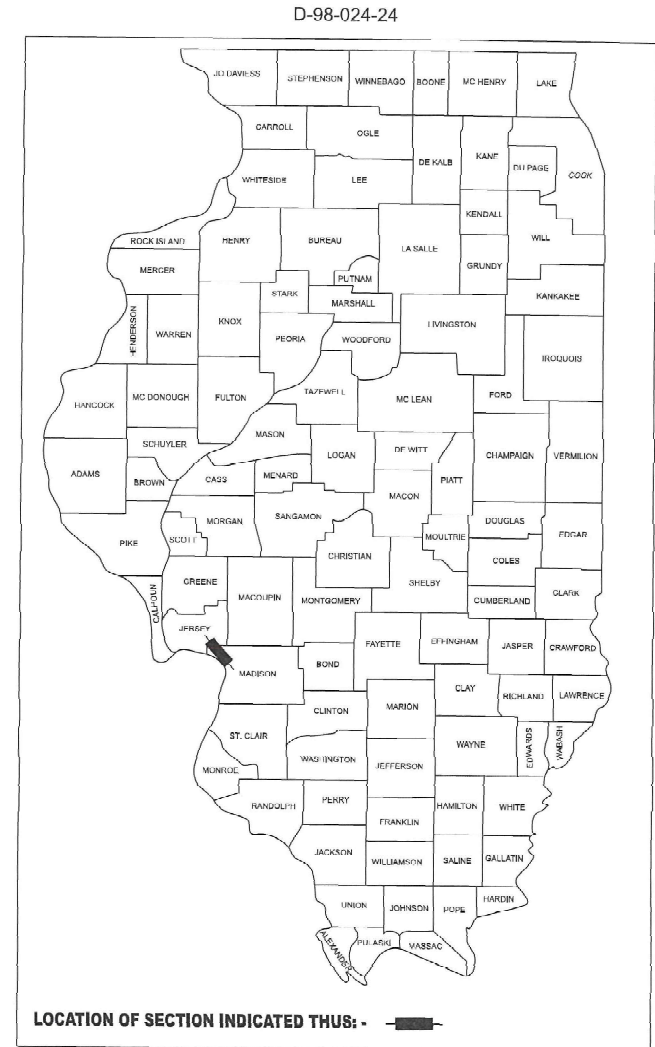 D-98-024-24
JO DAVIESS
STEPHENSON
WINNEBAGO
BOONE
MC HENRY
LAKE
CARROLL
OGLE
DE KALB
KANE
DU PAGE
COOK
WHITESIDE
LEE
KENDALL
WILL
ROCK ISLAND
HENRY
BUREAU
LA SALLE
GRUNDY
MERCER
PUTNAM
STARK
MARSHALL
KANKAKEE
HENDERSON
WARREN
KNOX
PEORIA
WOODFORD
LIVINGSTON
IROQUOIS
HANCOCK
MC DONOUGH
FULTON
TAZEWELL
MC LEAN
FORD
SCHUYLER
MASON
LOGAN
DE WITT
CHAMPAIGN
VERMILION
ADAMS
BROWN
CASS
MENARD
MACON
PIATT
PIKE
SCOTT
MORGAN
SANGAMON
CHRISTIAN
MOULTRIE
DOUGLAS
EDGAR
COLES
CALHOUN
GREENE
MACOUPIN
MONTGOMERY
SHELBY
CUMBERLAND
CLARK
JERSEY
MADISON
BOND
FAYETTE
EFFINGHAM
JASPER
CRAWFORD
CLINTON
MARION
CLAY
RICHLAND
LAWRENCE
ST. CLAIR
WASHINGTON
JEFFERSON
WAYNE
EDWARDS
WABASH
MONROE
RANDOLPH
PERRY
FRANKLIN
HAMILTON
WHITE
JACKSON
WILLIAMSON
SALINE
GALLATIN
UNION
JOHNSON
POPE
HARDIN
ALEXANDER
PULASKI
MASSAC
LOCATION OF SECTION INDICATED THUS: -